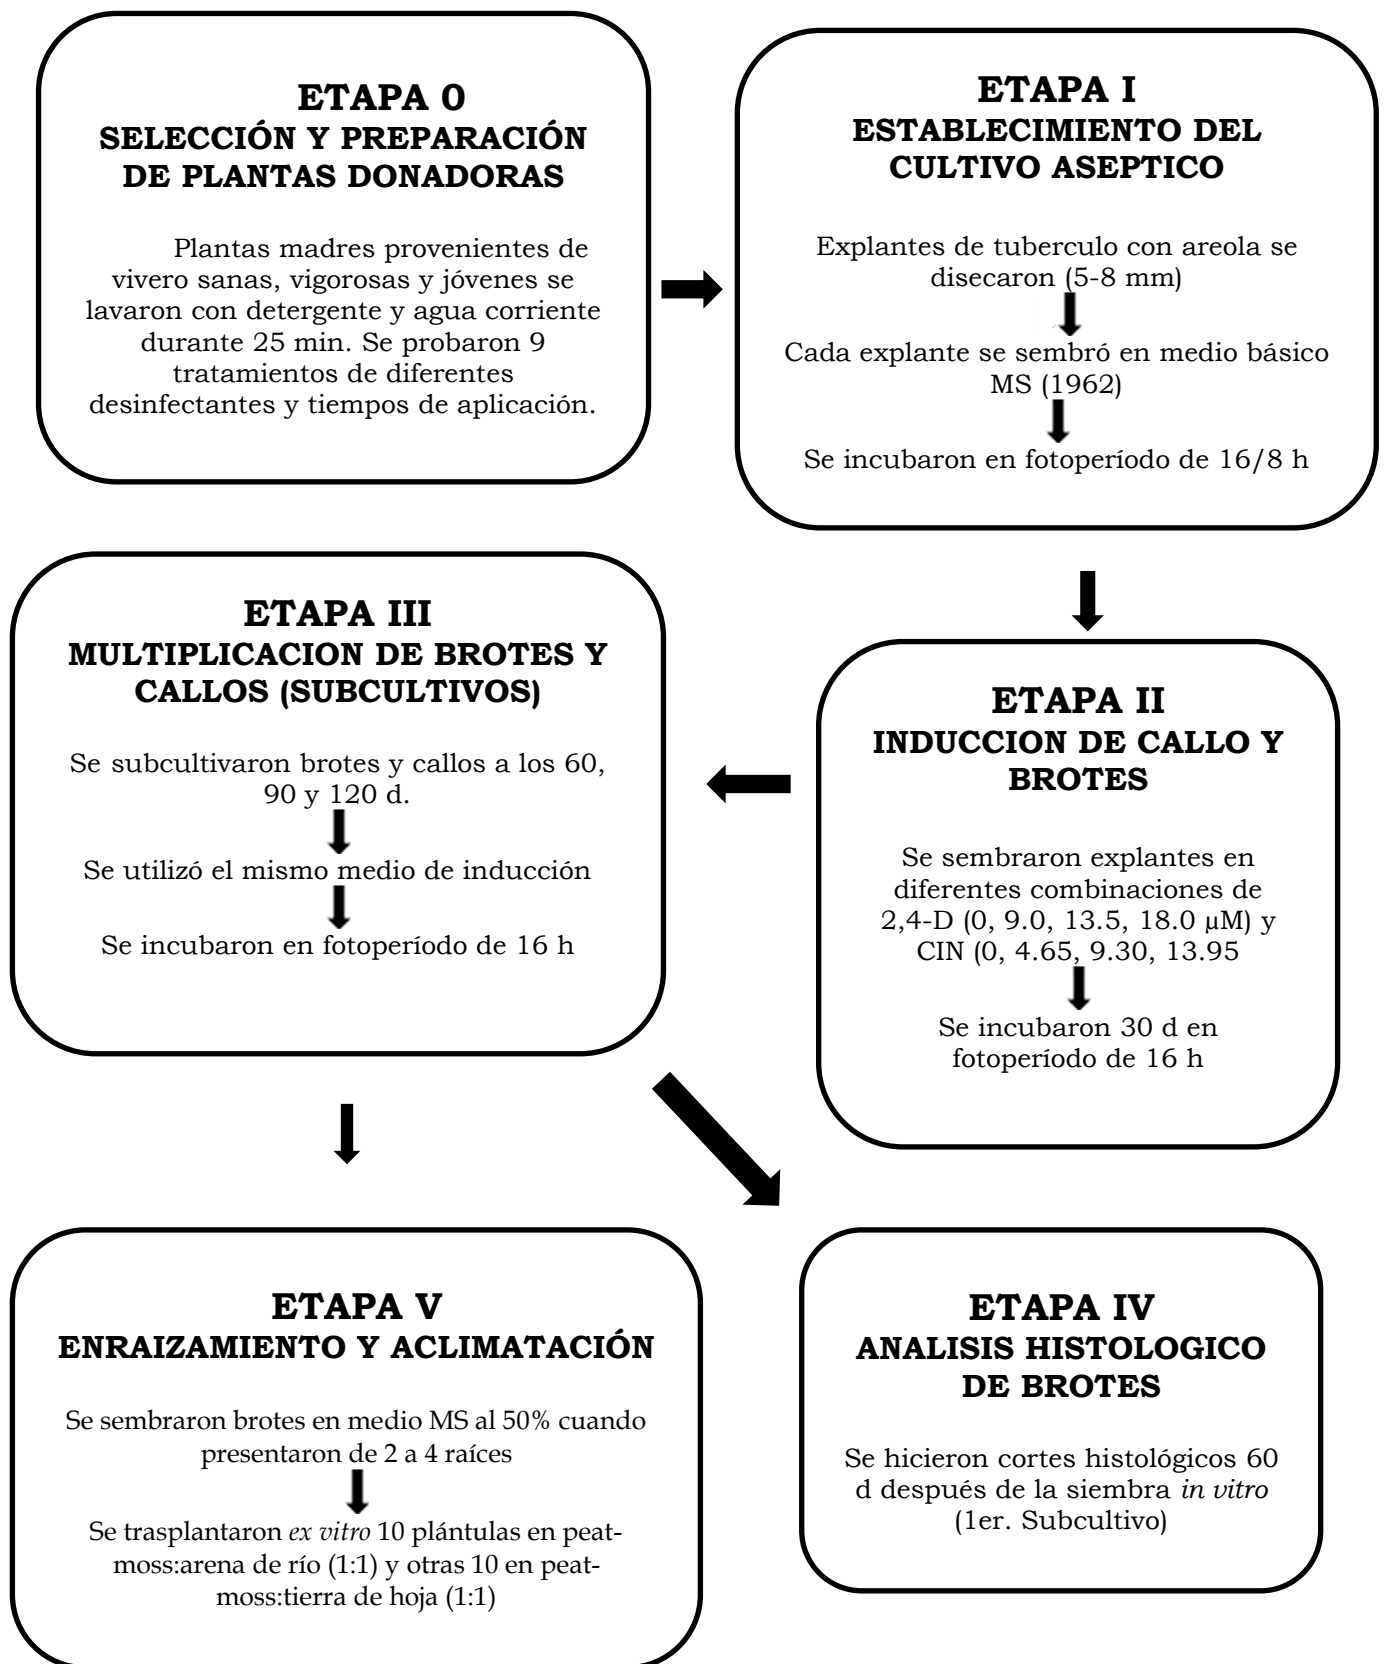 ETAPA 0
SELECCIÓN Y PREPARACIÓN
DE PLANTAS DONADORAS
Plantas madres provenientes de
vivero sanas, vigorosas y jóvenes se
lavaron con detergente y agua corriente
durante 25 min. Se probaron 9
tratamientos de diferentes
desinfectantes y tiempos de aplicación.
ETAPA I
ESTABLECIMIENTO DEL
CULTIVO ASEPTICO
Explantes de tuberculo con areola se
disecaron (5-8 mm)
Cada explante se sembró en medio básico
MS (1962)
Se incubaron en fotoperíodo de 16/8 h
ETAPA II
INDUCCION DE CALLO Y
BROTES
Se sembraron explantes en
diferentes combinaciones de
2,4-D (0, 9.0, 13.5, 18.0 µM) y
CIN (0, 4.65, 9.30, 13.95
Se incubaron 30 d en
fotoperíodo de 16 h
ETAPA III
MULTIPLICACION DE BROTES Y
CALLOS (SUBCULTIVOS)
Se subcultivaron brotes y callos a los 60,
90 y 120 d.
Se utilizó el mismo medio de inducción
Se incubaron en fotoperíodo de 16 h
ETAPA IV
ANALISIS HISTOLOGICO
DE BROTES
Se hicieron cortes histológicos 60
d después de la siembra in vitro
(1er. Subcultivo)
ETAPA V
ENRAIZAMIENTO Y ACLIMATACIÓN
Se sembraron brotes en medio MS al 50% cuando
presentaron de 2 a 4 raíces
Se trasplantaron ex vitro 10 plántulas en peat-
moss:arena de río (1:1) y otras 10 en peat-
moss:tierra de hoja (1:1)